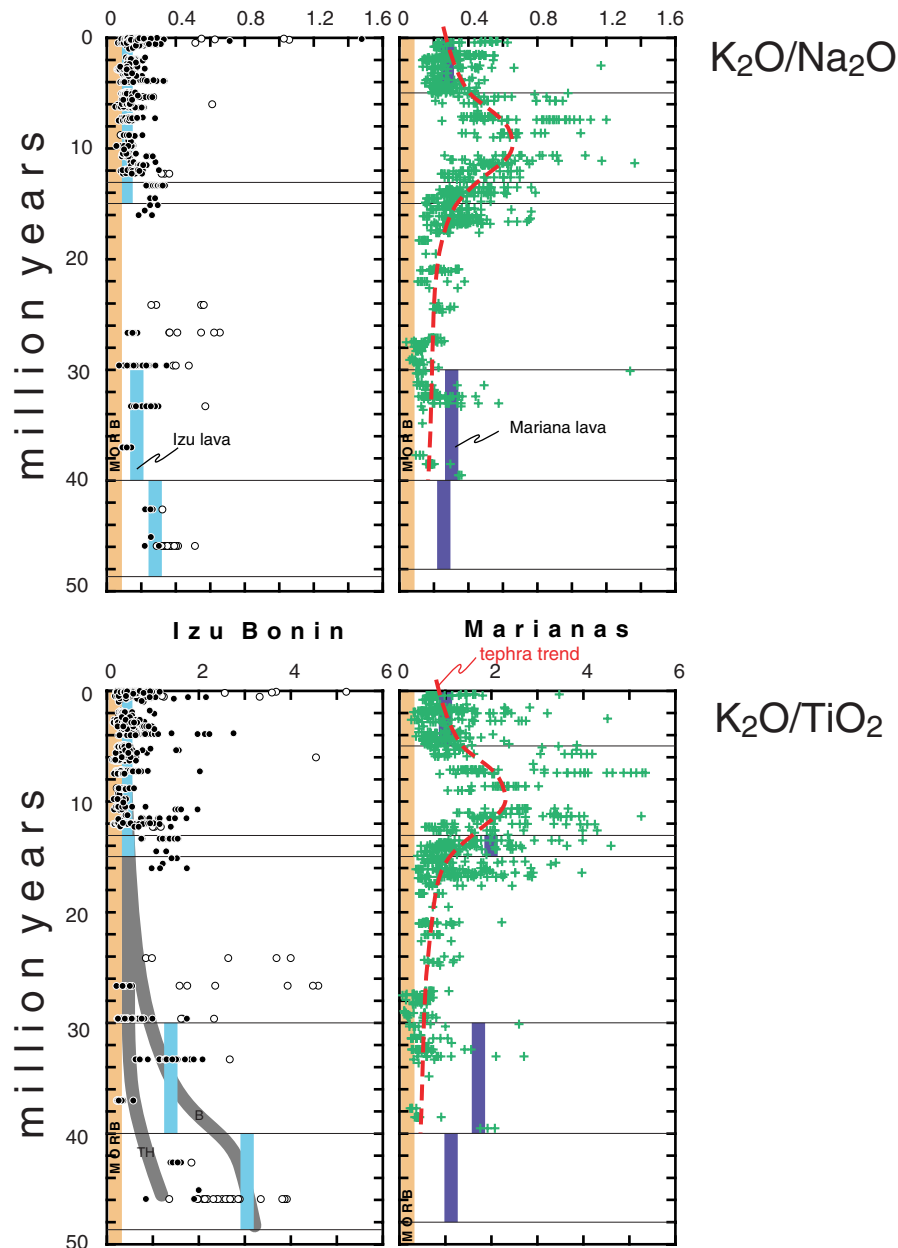 0 0.4 0.8 1.2 1.6 0 0.4 0.8 1.2 1.6
K2O/Na2O
0
10
20
30
40
50
million years
MORB
Izu lava
MORB
Mariana lava
Izu Bonin Marianas
tephra trend
0 2 4 6 0 2 4 6
K2O/TiO2
0
10
20
30
40
50
million years
MORB
TH
B
MORB